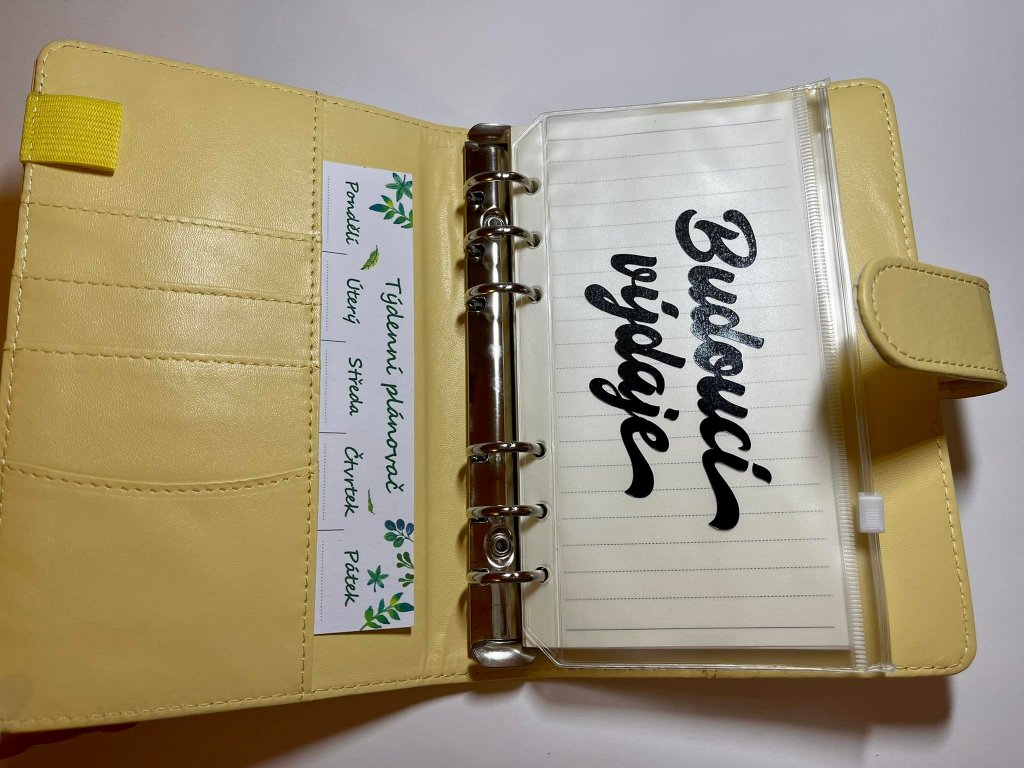 Týdenní plánovač
Pondělí
Úterý
Středa
Čtvrtek
Pátek
Budoucí
výdaje